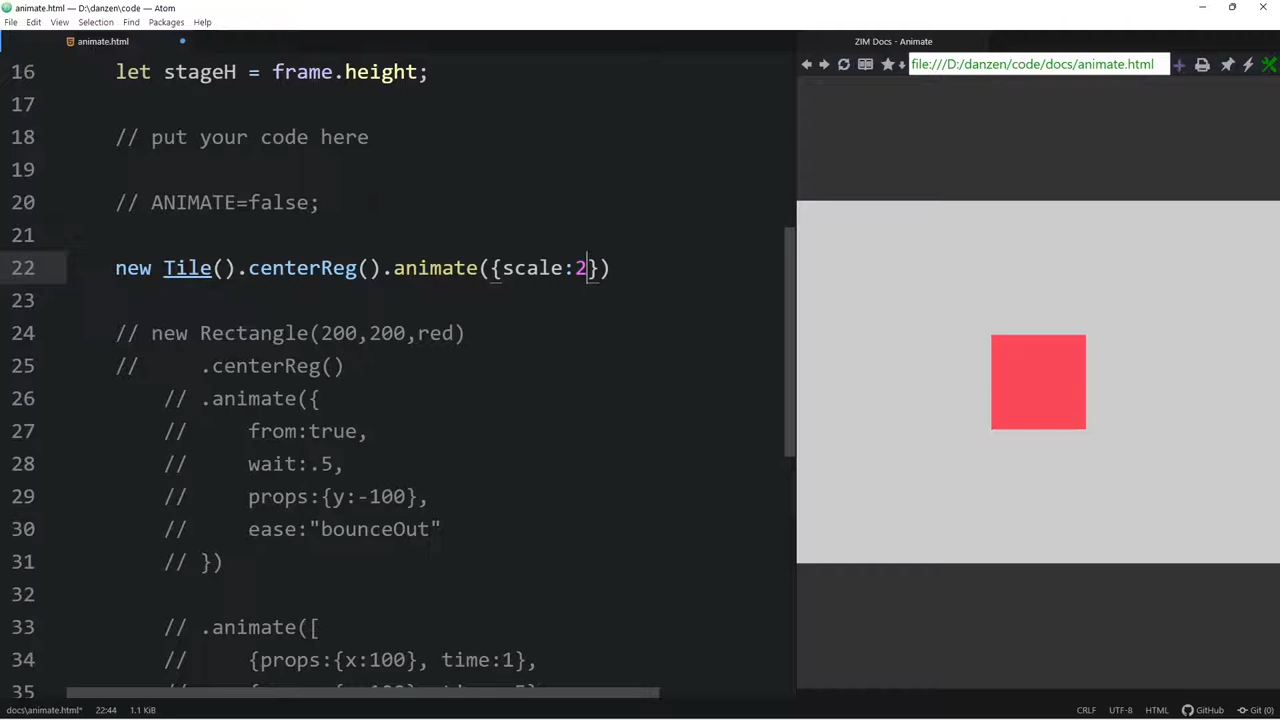 animate.html — D:\danzen\code — Atom
File Edit View Selection Find Packages Help
animate.html
ZIM Docs - Animate
file:///D:/danzen/code/docs/animate.html
16 let stageH = frame.height;
17
18 // put your code here
19
20 // ANIMATE=false;
21
22 new Tile().centerReg().animate({scale:2})
23
24 // new Rectangle(200,200,red)
25 // .centerReg()
26 // .animate({
27 // from:true,
28 // wait:.5,
29 // props:{y:-100},
30 // ease:"bounceOut"
31 // })
32
33 // .animate([
34 // {props:{x:100}, time:1},
35
docs\animate.html* 22:44 1.1 KiB CRLF UTF-8 HTML GitHub Git (0)